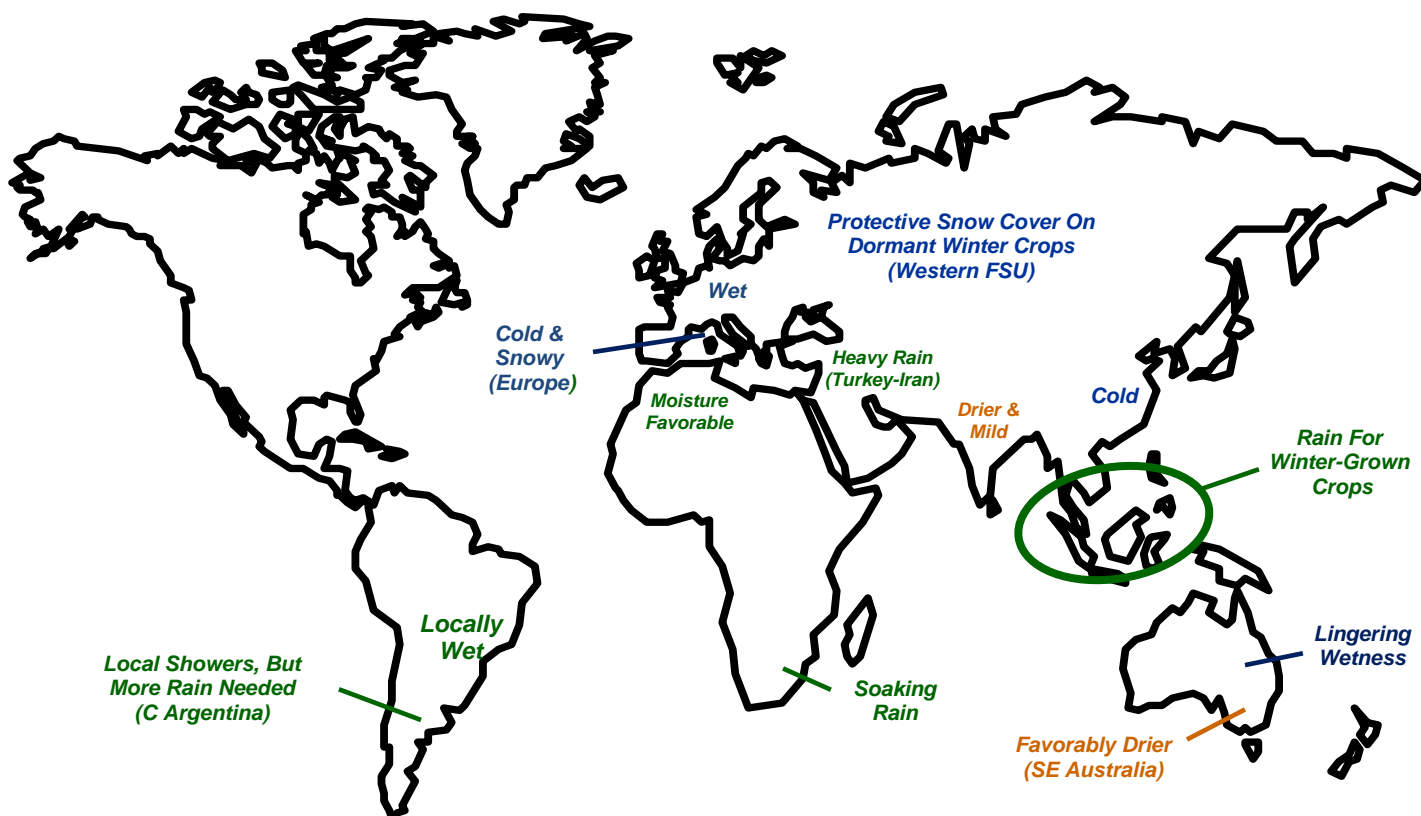 Protective Snow Cover On
Dormant Winter Crops
(Western FSU)
Wet
Cold &
Snowy
(Europe)
Heavy Rain
(Turkey-Iran)
Moisture
Favorable
Drier &
Mild
Cold
Rain For
Winter-Grown
Crops
Locally
Wet
Local Showers, But
More Rain Needed
(C Argentina)
Soaking
Rain
Lingering
Wetness
Favorably Drier
(SE Australia)